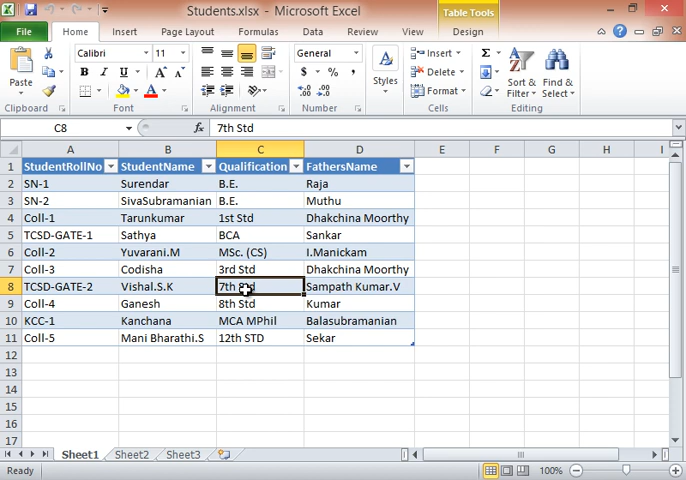 Students.xlsx - Microsoft Excel
Table Tools
File Home Insert Page Layout Formulas Data Review View Design
Paste
Clipboard
Calibri 11
B I U A A
A
Font
Alignment
General
$ % ,
Number
Styles
Insert
Delete
Format
Cells
Σ
Sort & Filter
Find & Select
Editing
C8 fx 7th Std
A B C D E F G H I
1 StudentRollNo StudentName Qualification FathersName
2 SN-1 Surendar B.E. Raja
3 SN-2 SivaSubramanian B.E. Muthu
4 Coll-1 Tarunkumar 1st Std Dhakchina Moorthy
5 TCSD-GATE-1 Sathya BCA Sankar
6 Coll-2 Yuvarani.M MSc. (CS) I.Manickam
7 Coll-3 Codisha 3rd Std Dhakchina Moorthy
8 TCSD-GATE-2 Vishal.S.K 7th Std Sampath Kumar.V
9 Coll-4 Ganesh 8th Std Kumar
10 KCC-1 Kanchana MCA MPhil Balasubramanian
11 Coll-5 Mani Bharathi.S 12th STD Sekar
12
13
14
15
16
17
Sheet1 Sheet2 Sheet3
Ready 100%